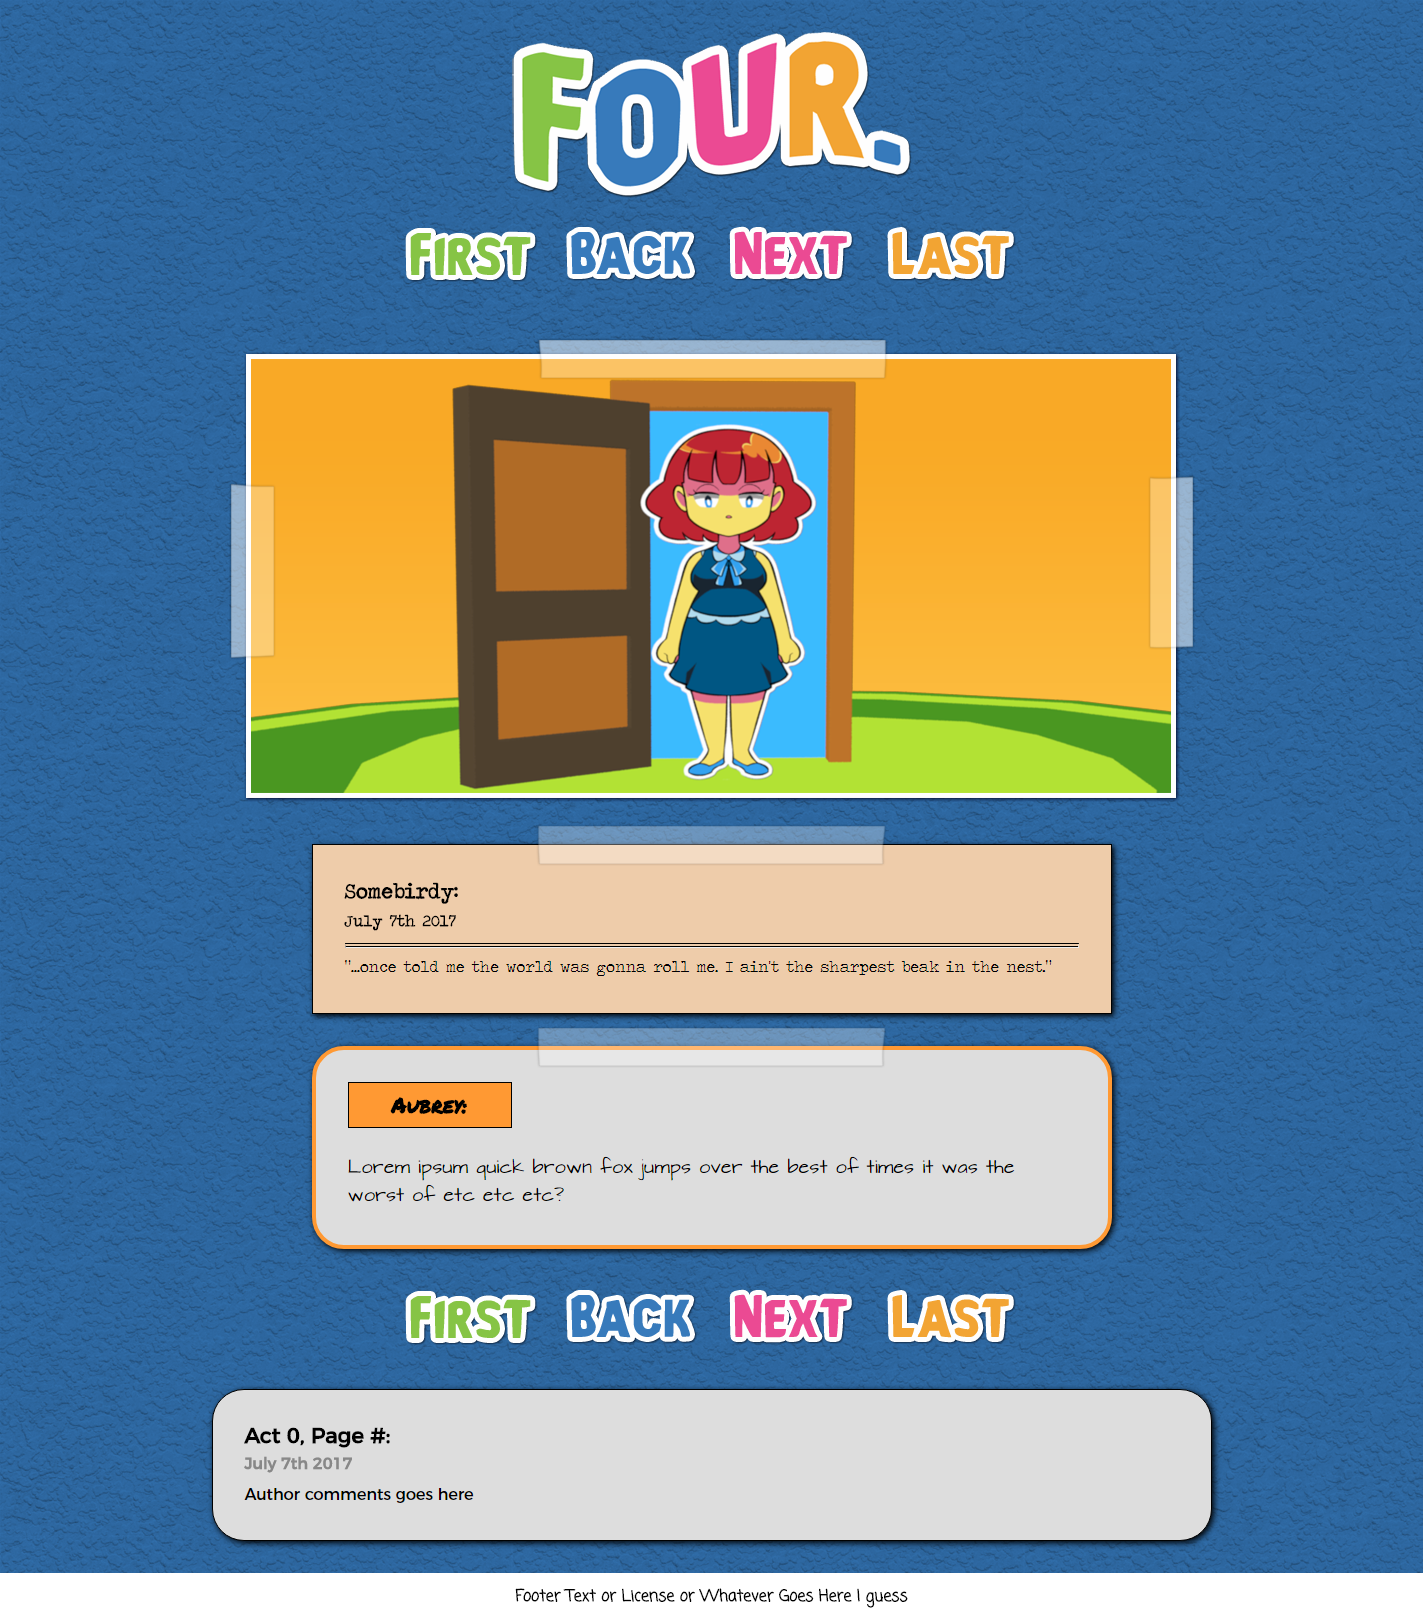 FOUR.
FIRST BACK NEXT LAST
Somebirdy:
July 7th 2017
"...once told me the world was gonna roll me. I ain't the sharpest beak in the nest."
Aubrey:
Lorem ipsum quick brown fox jumps over the best of times it was the
worst of etc etc etc?
FIRST BACK NEXT LAST
Act 0, Page #:
July 7th 2017
Author comments goes here
Footer Text or License or Whatever Goes Here I guess